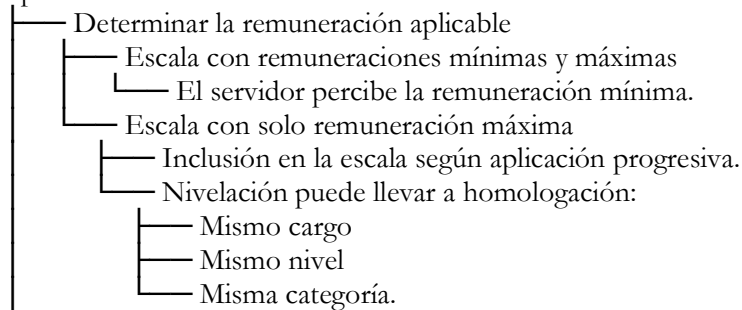 Determinar la remuneración aplicable
Escala con remuneraciones mínimas y máximas
El servidor percibe la remuneración mínima.
Escala con solo remuneración máxima
Inclusión en la escala según aplicación progresiva.
Nivelación puede llevar a homologación:
Mismo cargo
Mismo nivel
Misma categoría.